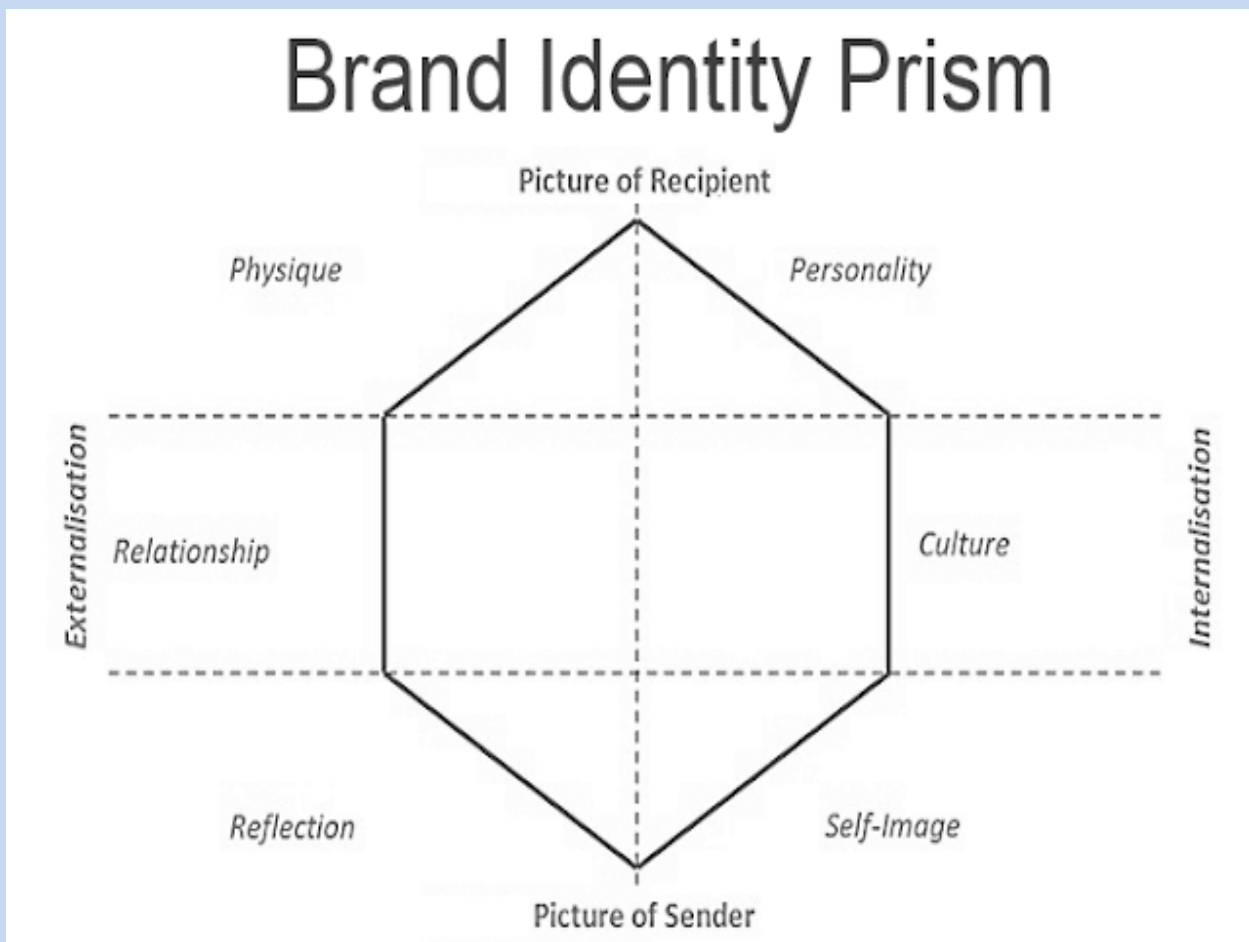 Brand Identity Prism
Picture of Recipient
Physique
Personality
Externalisation
Relationship
Culture
Internalisation
Reflection
Self-Image
Picture of Sender